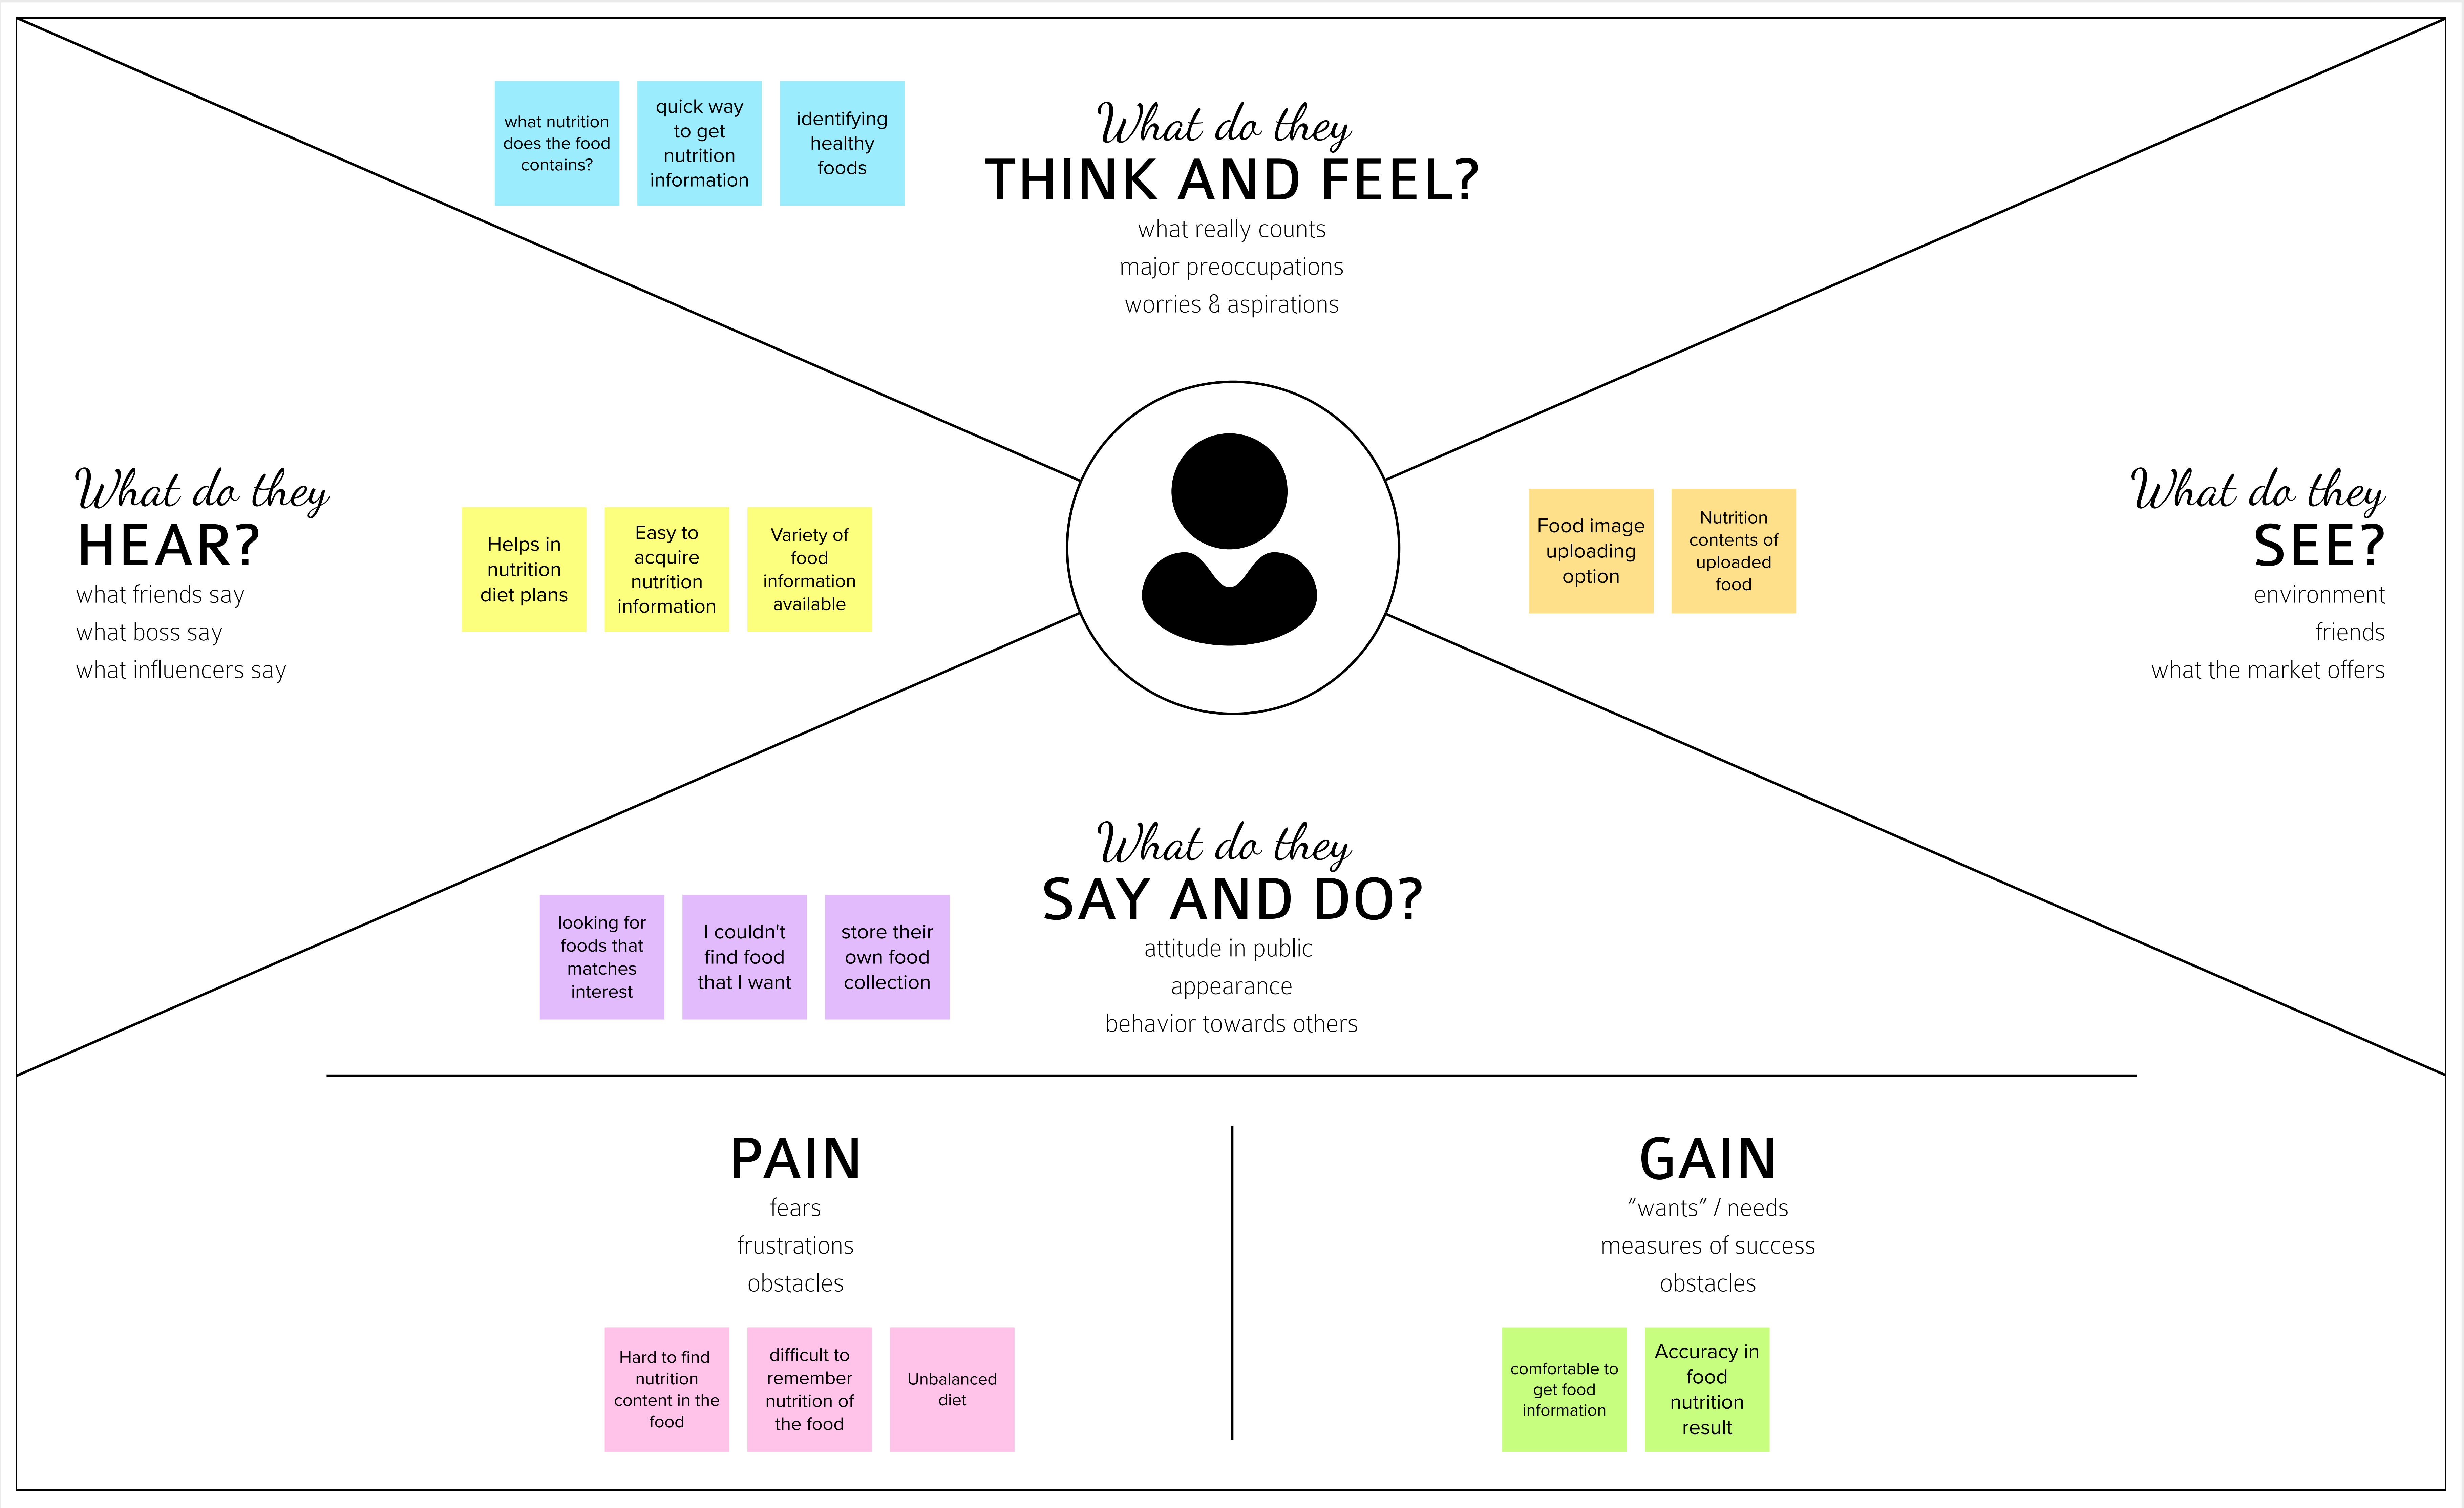 what nutrition
does the food
contains?
quick way
to get
nutrition
information
identifying
healthy
foods
What do they
THINK AND FEEL?
what really counts
major preoccupations
worries & aspirations
What do they
HEAR?
what friends say
what boss say
what influencers say
Helps in
nutrition
diet plans
Easy to
acquire
nutrition
information
Variety of
food
information
available
Food image
uploading
option
Nutrition
contents of
uploaded
food
What do they
SEE?
environment
friends
what the market offers
What do they
SAY AND DO?
attitude in public
appearance
behavior towards others
looking for
foods that
matches
interest
I couldn't
find food
that I want
store their
own food
collection
PAIN
fears
frustrations
obstacles
Hard to find
nutrition
content in the
food
difficult to
remember
nutrition of
the food
Unbalanced
diet
GAIN
“wants” / needs
measures of success
obstacles
comfortable to
get food
information
Accuracy in
food
nutrition
result